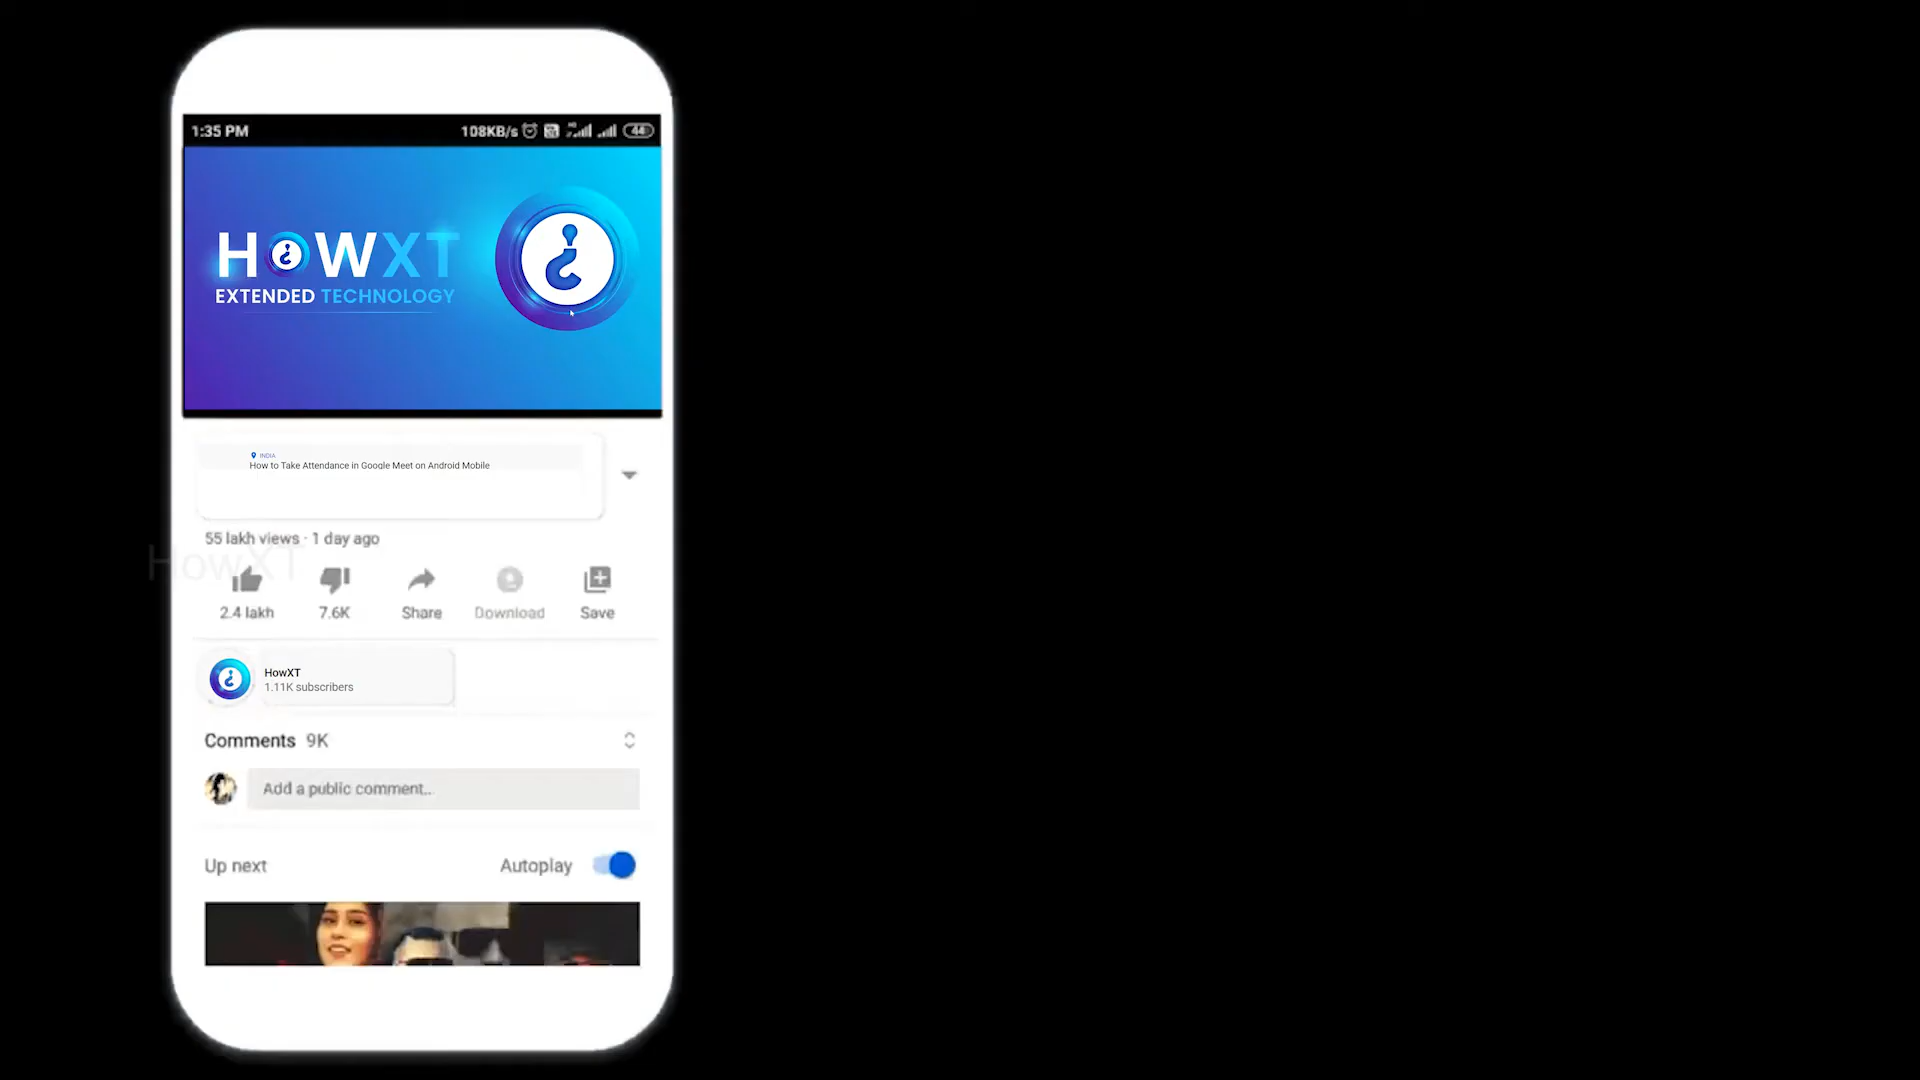 1:35 PM 108KB/s 44
HOWXT
EXTENDED TECHNOLOGY
INDIA
How to Take Attendance in Google Meet on Android Mobile
55 lakh views · 1 day ago
HowXT
2.4 lakh 7.6K Share Download Save
HowXT
1.11K subscribers
Comments 9K
Add a public comment..
Up next Autoplay